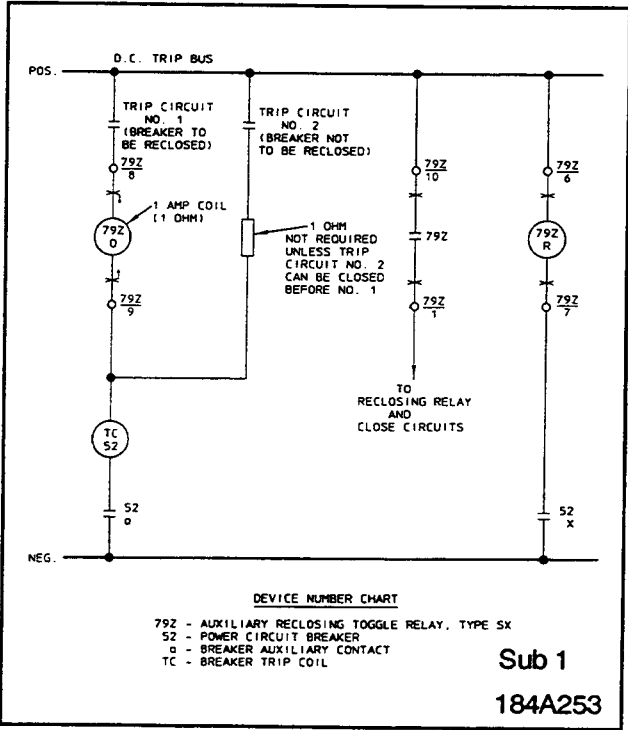 D.C. TRIP BUS
POS.
TRIP CIRCUIT
NO. 1
(BREAKER TO
BE RECLOSED)
TRIP CIRCUIT
NO. 2
(BREAKER NOT
TO BE RECLOSED)
79Z
8
79Z
10
79Z
6
1 AMP COIL
(1 OHM)
79Z
O
1 OHM
NOT REQUIRED
UNLESS TRIP
CIRCUIT NO. 2
CAN BE CLOSED
BEFORE NO. 1
79Z
79Z
R
79Z
9
79Z
1
79Z
7
TO
RECLOSING RELAY
AND
CLOSE CIRCUITS
TC
52
52
a
52
X
NEG.
DEVICE NUMBER CHART
79Z - AUXILIARY RECLOSING TOGGLE RELAY, TYPE SX
52 - POWER CIRCUIT BREAKER
a - BREAKER AUXILIARY CONTACT
TC - BREAKER TRIP COIL
Sub 1
184A253